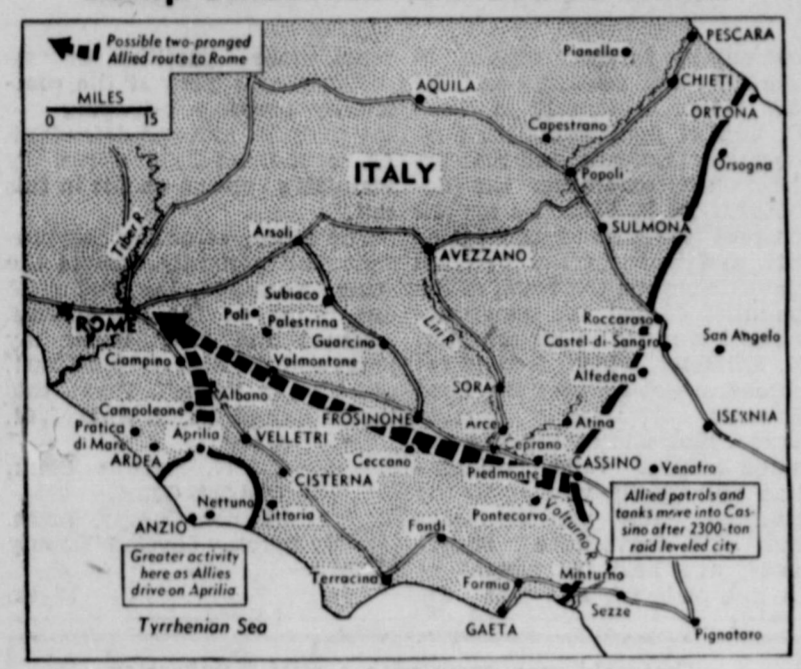 Possible two-pronged
Allied route to Rome
MILES
0 15
PESCARA
Pianella
CHIETI
AQUILA
ORTONA
Capestrano
Orsogna
ITALY
Popoli
Tiber R.
Arsoli
SULMONA
AVEZZANO
Subiaco
Liri R.
Poli
Palestrina
ROME
Roccaraso
Guarcino
Castel-di-Sangro
San Angelo
Ciampino
Valmontone
Alfedena
SORA
Albano
Campoleone
FROSINONE
Arce
Atina
ISERNIA
Pratica
di Mare
Aprilia
VELLETRI
Ceprano
ARDEA
Ceccano
Piedmonte
CASSINO
Venafro
CISTERNA
Nettuno
Littoria
Pontecorvo
Volturno R.
Allied patrols and
tanks move into Cas-
sino after 2300-ton
raid leveled city
ANZIO
Fondi
Greater activity
here as Allies
drive on Aprilia
Terracina
Formia
Minturno
Sezze
Tyrrhenian Sea
GAETA
Pignataro